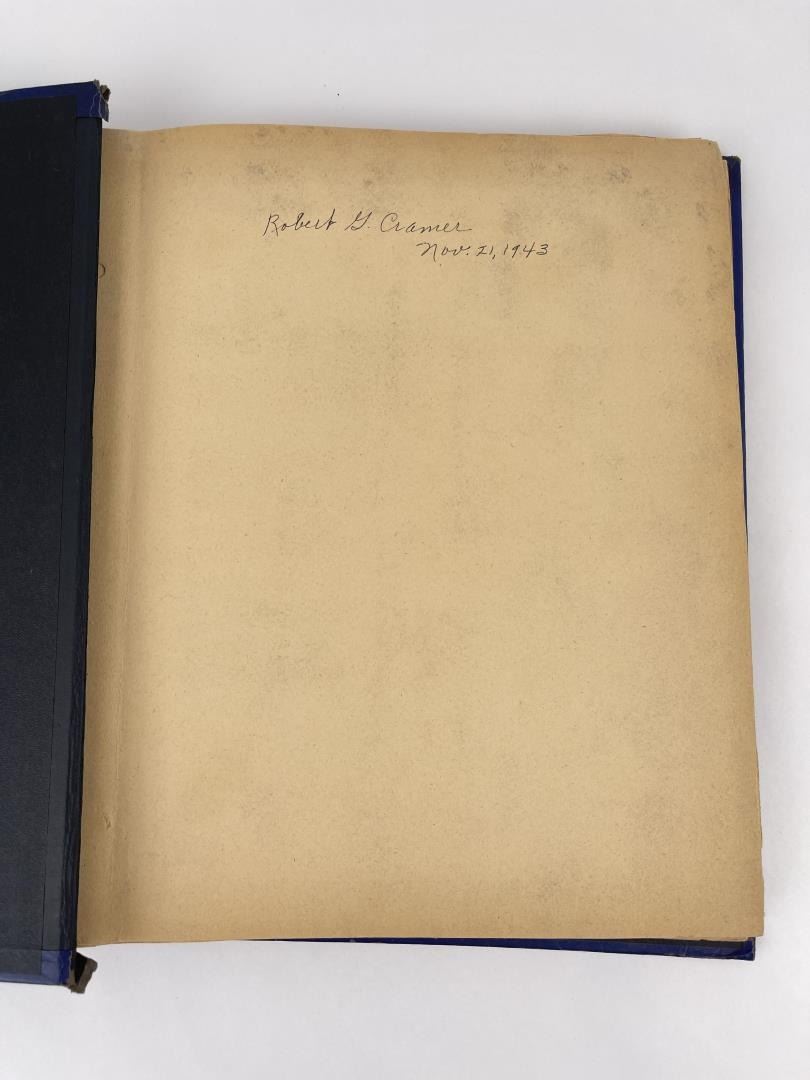 Robert G. Cramer
Nov. 21, 1943